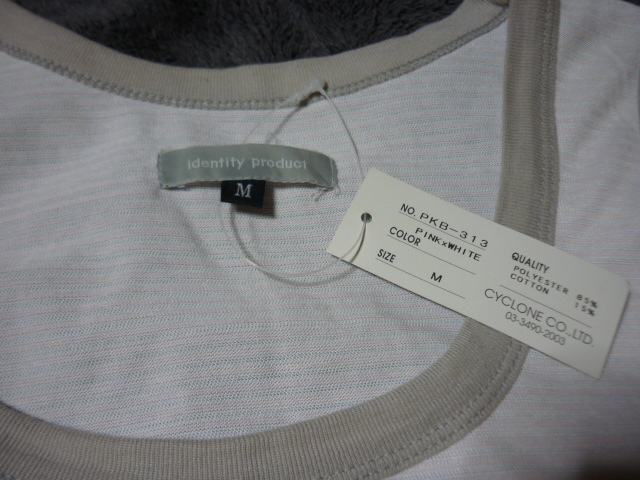 identity product
M
NO. PKB-313
COLOR PINK×WHITE
SIZE M
QUALITY
POLYESTER 85%
COTTON 15%
CYCLONE CO.,LTD.
03-3490-2003